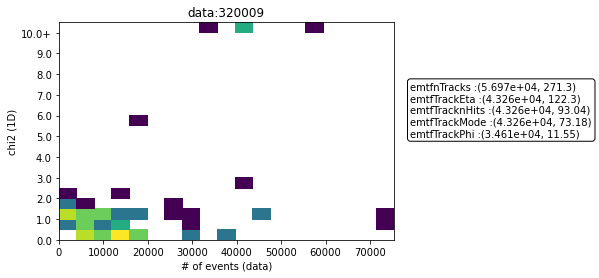 data:320009
10.0+
9.0
8.0
7.0
6.0
5.0
4.0
3.0
2.0
1.0
0.0
chi2 (1D)
0
10000
20000
30000
40000
50000
60000
70000
# of events (data)
emtfnTracks :(5.697e+04, 271.3)
emtfTrackEta :(4.326e+04, 122.3)
emtfTracknHits :(4.326e+04, 93.04)
emtfTrackMode :(4.326e+04, 73.18)
emtfTrackPhi :(3.461e+04, 11.55)